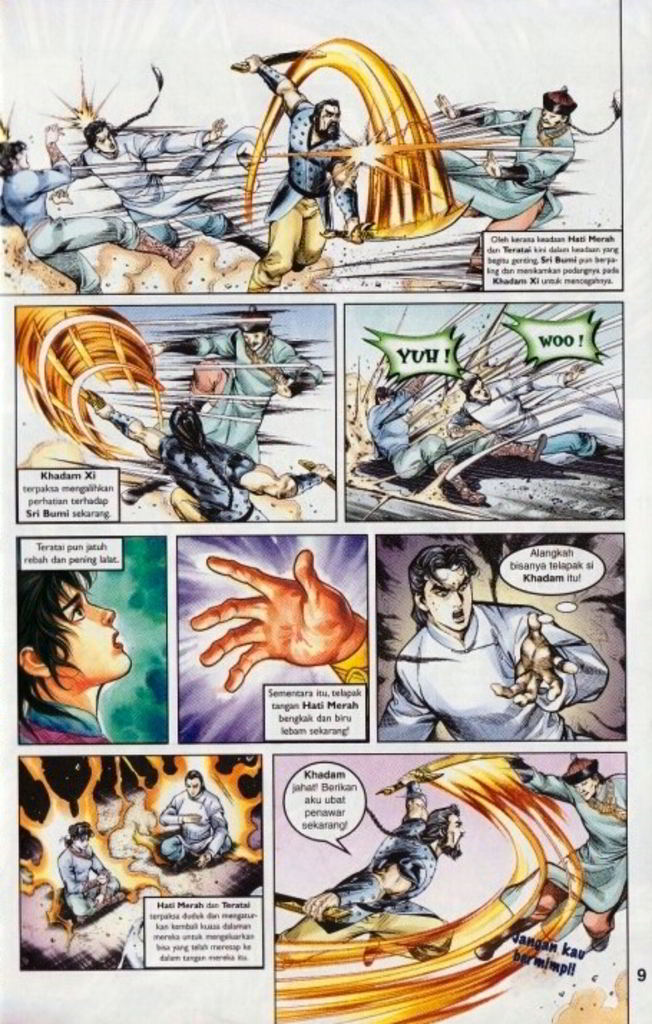 Oleh kerana keadaan Hati Merah
dan Teratai kini dalam keadaan yang
begitu genting, Sri Bumi pun berpa-
ling dan menikamkan pedangnya pada
Khadam Xi untuk mencegahnya.
Khadam Xi
terpaksa mengalihkan
perhatian terhadap
Sri Bumi sekarang.
YUH !
WOO !
Teratai pun jatuh
rebah dan pening lalat.
Sementara itu, telapak
tangan Hati Merah
bengkak dan biru
lebam sekarang!
Alangkah
bisanya telapak si
Khadam itu!
Hati Merah dan Teratai
terpaksa duduk dan mengatur-
kan kembali kuasa dalaman
mereka untuk mengeluarkan
bisa yang telah meresap ke
dalam tangan mereka itu.
Khadam
jahat! Berikan
aku ubat
penawar
sekarang!
Jangan kau
bermimpi!
9